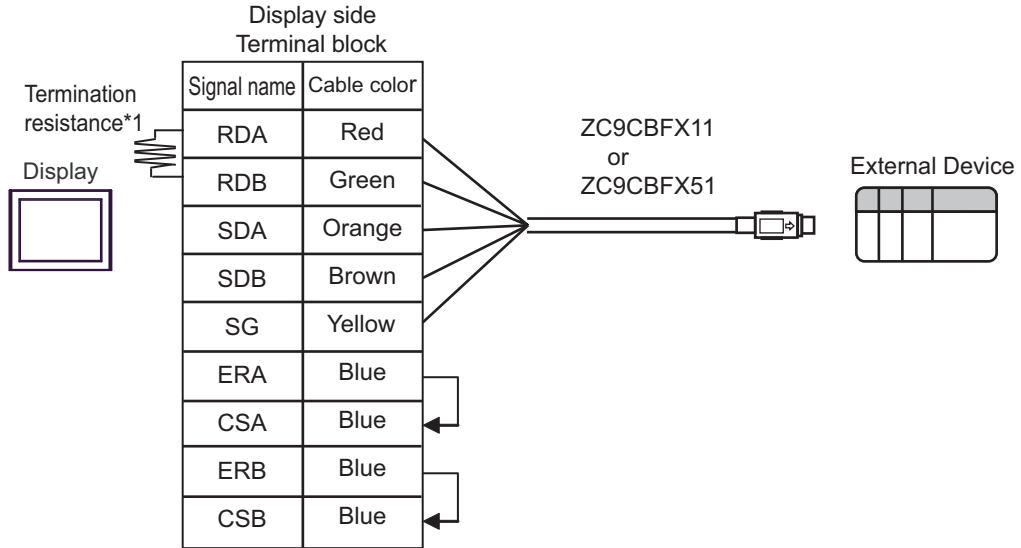 Display side
Terminal block
Signal name Cable color
Termination
resistance*1
RDA Red
ZC9CBFX11
or
ZC9CBFX51
Display
RDB Green
External Device
SDA Orange
SDB Brown
SG Yellow
ERA Blue
CSA Blue
ERB Blue
CSB Blue